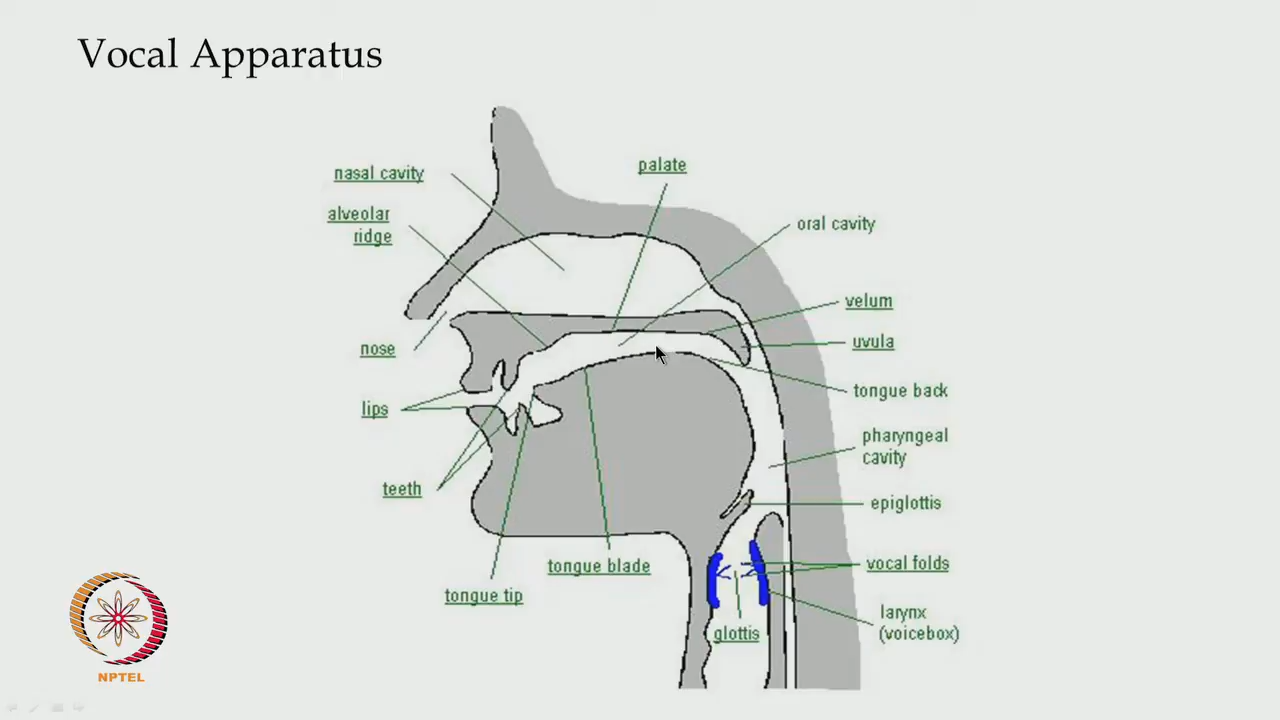 Vocal Apparatus
nasal cavity
palate
alveolar
ridge
oral cavity
velum
nose
uvula
tongue back
lips
pharyngeal
cavity
teeth
epiglottis
tongue blade
vocal folds
tongue tip
larynx
(voicebox)
glottis
NPTEL